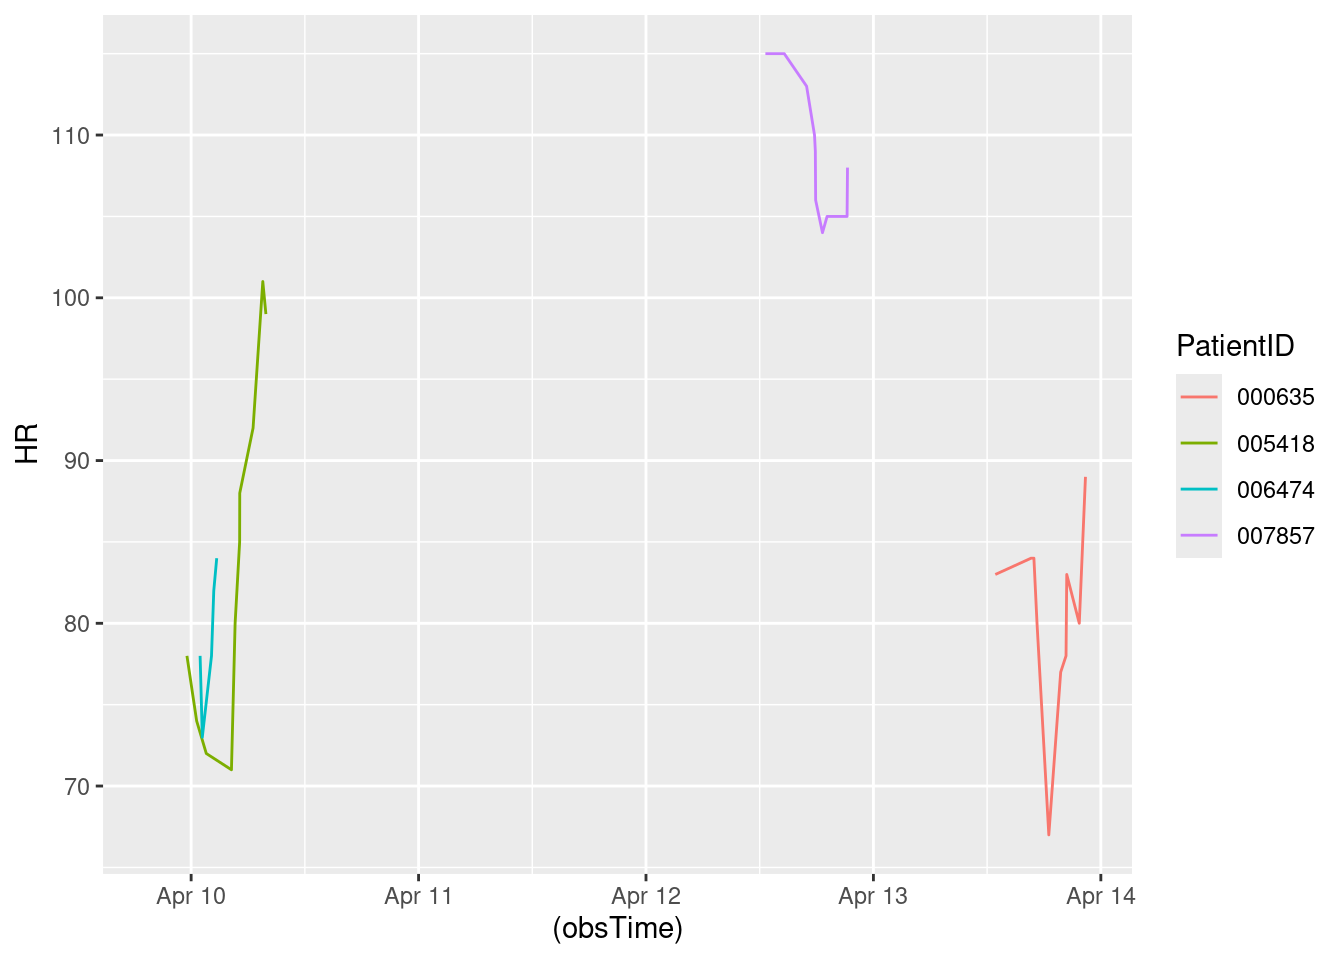 HR
110
100
90
80
70
Apr 10
Apr 11
Apr 12
Apr 13
Apr 14
(obsTime)
PatientID
000635
005418
006474
007857